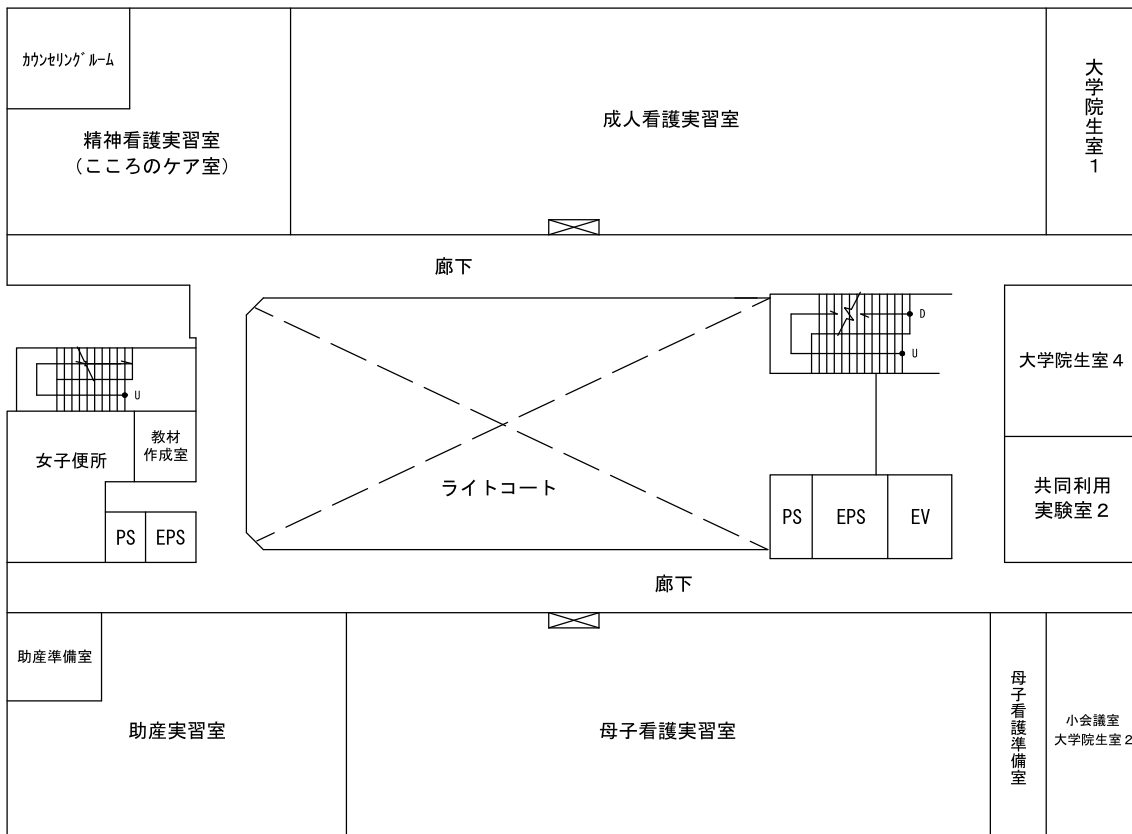 カウンセリングルーム
精神看護実習室
（こころのケア室）
成人看護実習室
大学院生室１
廊下
D
U
大学院生室４
U
教材
作成室
女子便所
ライトコート
共同利用
実験室２
PS
EPS
EV
PS
EPS
廊下
助産準備室
助産実習室
母子看護実習室
母子看護準備室
小会議室
大学院生室２